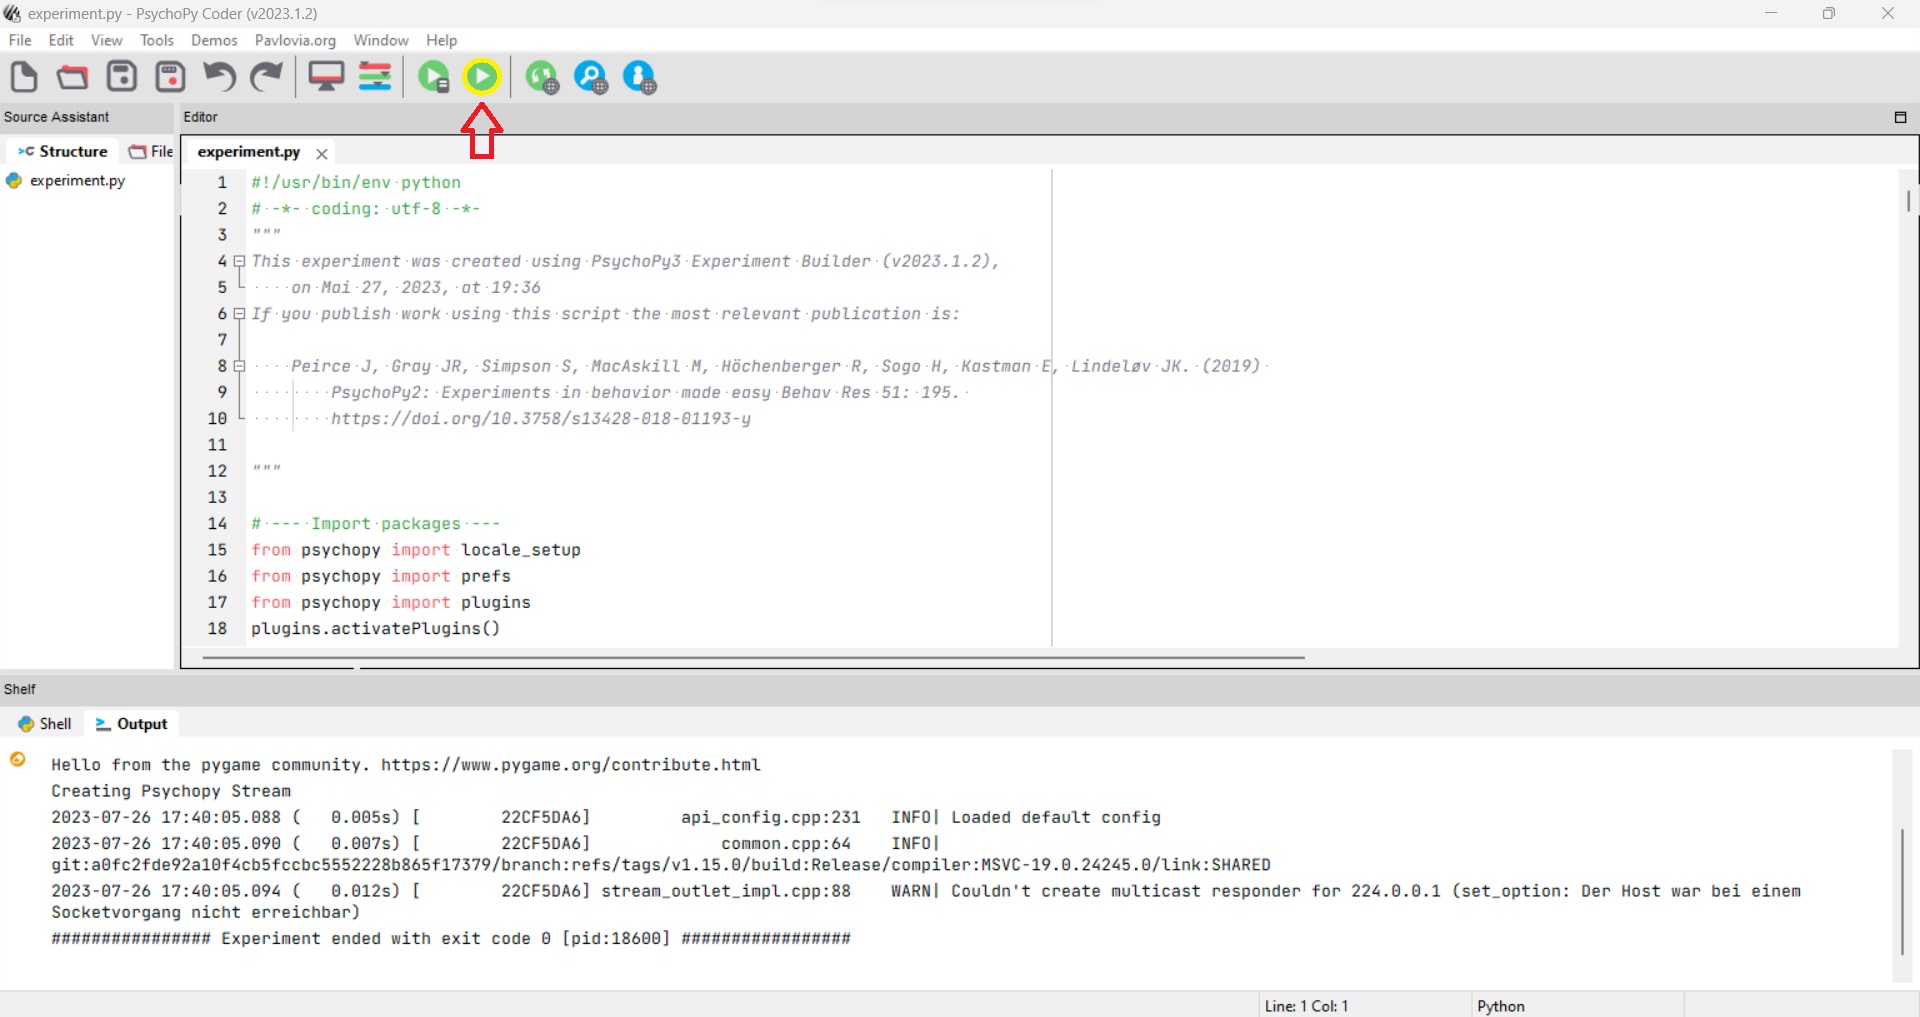 experiment.py - PsychoPy Coder (v2023.1.2)
File Edit View Tools Demos Pavlovia.org Window Help
Source Assistant
Editor
Structure
File
experiment.py
experiment.py
1 #!/usr/bin/env python
2 # -*- coding: utf-8 -*-
3 """
4 This experiment was created using PsychoPy3 Experiment Builder (v2023.1.2),
5     on Mai 27, 2023, at 19:36
6 If you publish work using this script the most relevant publication is:
7
8     Peirce J, Gray JR, Simpson S, MacAskill M, Höchenberger R, Sogo H, Kastman E, Lindeløv JK. (2019)
9         PsychoPy2: Experiments in behavior made easy Behav Res 51: 195.
10         https://doi.org/10.3758/s13428-018-01193-y
11
12 """
13
14 # --- Import packages ---
15 from psychopy import locale_setup
16 from psychopy import prefs
17 from psychopy import plugins
18 plugins.activatePlugins()
Shelf
Shell
Output
Hello from the pygame community. https://www.pygame.org/contribute.html
Creating Psychopy Stream
2023-07-26 17:40:05.088 (   0.005s) [        22CF5DA6]         api_config.cpp:231   INFO| Loaded default config
2023-07-26 17:40:05.090 (   0.007s) [        22CF5DA6]             common.cpp:64    INFO|
git:a0fc2fde92a10f4cb5fccbc5552228b865f17379/branch:refs/tags/v1.15.0/build:Release/compiler:MSVC-19.0.24245.0/link:SHARED
2023-07-26 17:40:05.094 (   0.012s) [        22CF5DA6] stream_outlet_impl.cpp:88    WARN| Couldn't create multicast responder for 224.0.0.1 (set_option: Der Host war bei einem
Socketvorgang nicht erreichbar)
################ Experiment ended with exit code 0 [pid:18600] #################
Line: 1 Col: 1
Python